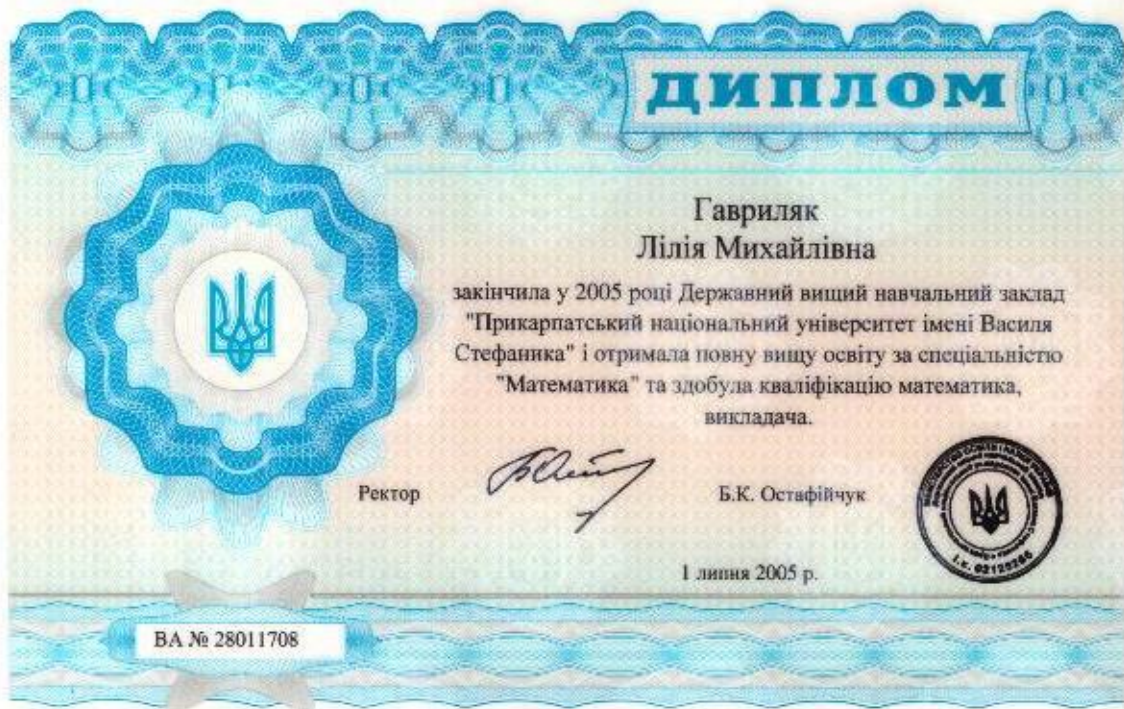 ДИПЛОМ
Гавриляк
Лілія Михайлівна
закінчила у 2005 році Державний вищий навчальний заклад
"Прикарпатський національний університет імені Василя
Стефаника" і отримала повну вищу освіту за спеціальністю
"Математика" та здобула кваліфікацію математика,
викладача.
Ректор
Б.К. Остафійчук
1 липня 2005 р.
ВА № 28011708